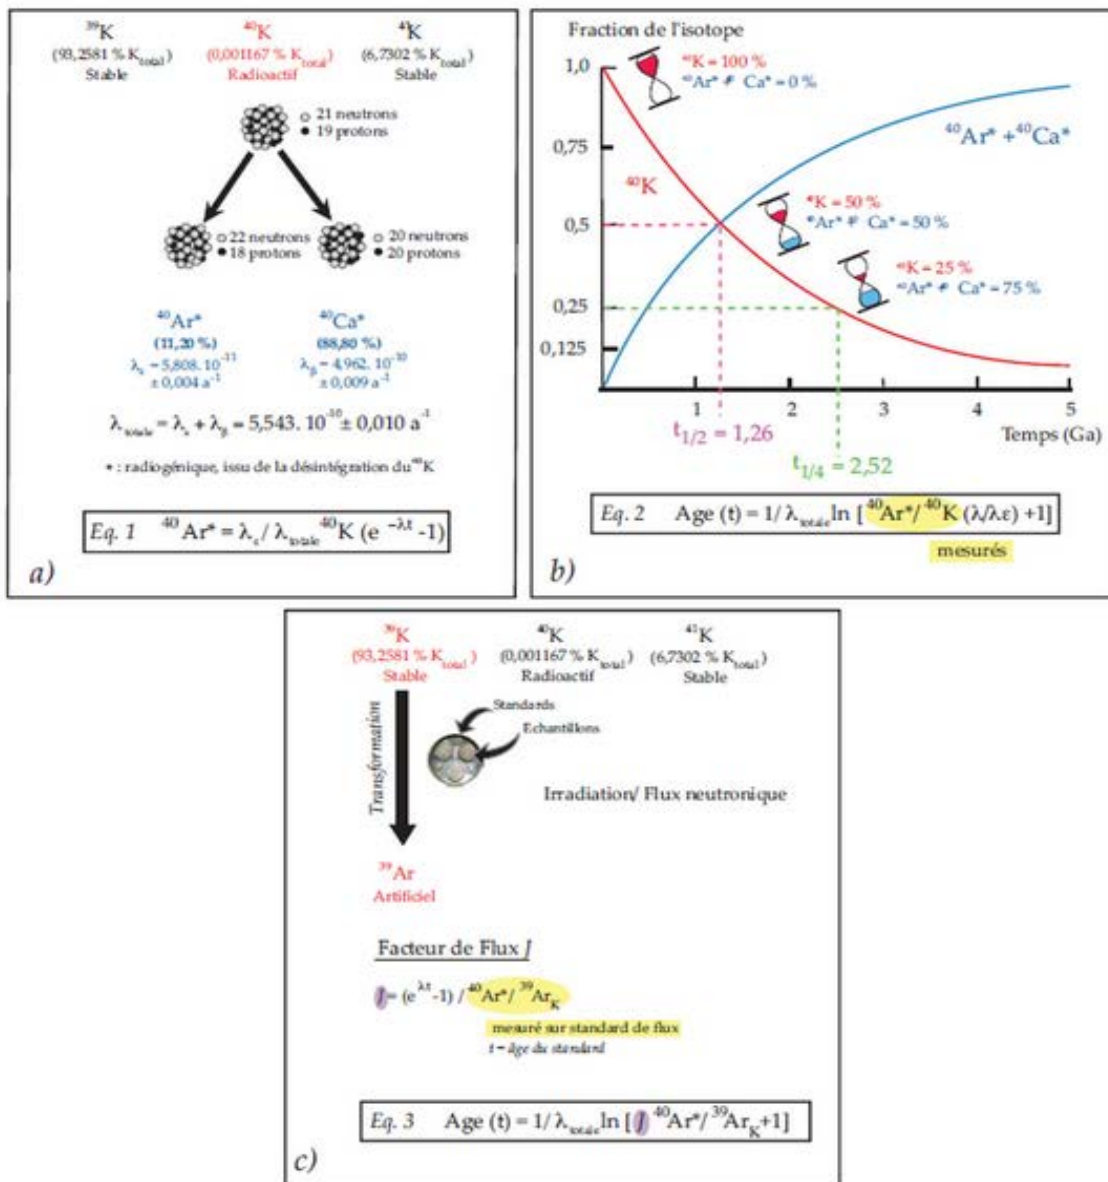 ³⁹K ⁴⁰K ⁴¹K
(93,2581 % K_total) (0,001167 % K_total) (6,7302 % K_total)
Stable Radioactif Stable
21 neutrons
19 protons
22 neutrons
18 protons
20 neutrons
20 protons
⁴⁰Ar* ⁴⁰Ca*
(11,20 %) (88,80 %)
λ_ε = 5,808. 10⁻¹¹ λ_β = 4,962. 10⁻¹⁰
± 0,004 a⁻¹ ± 0,009 a⁻¹
λ_totale = λ_ε + λ_β = 5,543. 10⁻¹⁰ ± 0,010 a⁻¹
* : radiogénique, issu de la désintégration du ⁴⁰K
Eq. 1 ⁴⁰Ar* = λ_ε / λ_totale ⁴⁰K (e ^−λt -1)
a)
Fraction de l'isotope
1,0
0,75
0,5
0,25
0,125
⁴⁰K = 100 %
⁴⁰Ar* + Ca* = 0 %
⁴⁰Ar* + ⁴⁰Ca*
⁴⁰K
⁴⁰K = 50 %
⁴⁰Ar* + Ca* = 50 %
⁴⁰K = 25 %
⁴⁰Ar* + Ca* = 75 %
1 2 3 4 5
t_1/2 = 1,26
Temps (Ga)
t_1/4 = 2,52
Eq. 2 Age (t) = 1/ λ_totale ln [ ⁴⁰Ar*/ ⁴⁰K (λ/λε) +1]
mesurés
b)
³⁹K ⁴⁰K ⁴¹K
(93,2581 % K_total) (0,001167 % K_total) (6,7302 % K_total)
Stable Radioactif Stable
Transformation
Standards
Echantillons
Irradiation/ Flux neutronique
³⁹Ar
Artificiel
Facteur de Flux J
J = (e^λt -1) / ⁴⁰Ar*/ ³⁹Ar_K
mesuré sur standard de flux
t = âge du standard
Eq. 3 Age (t) = 1/ λ_totale ln [ J ⁴⁰Ar*/ ³⁹Ar_K +1]
c)